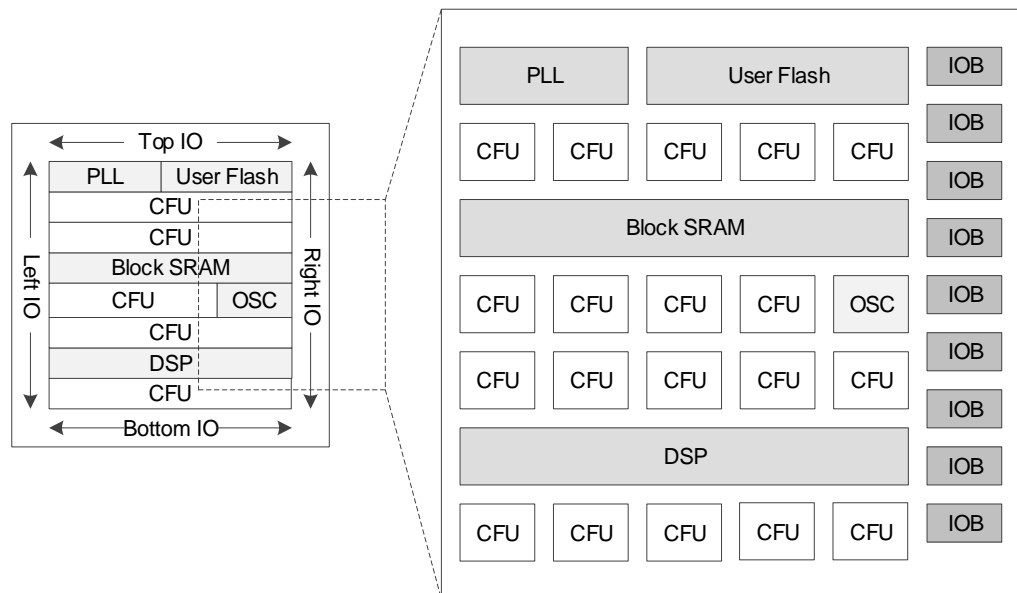 Top IO
Left IO
PLL User Flash
CFU
CFU
Block SRAM
CFU OSC
CFU
DSP
CFU
Right IO
Bottom IO
PLL User Flash IOB
IOB
CFU CFU CFU CFU CFU
IOB
Block SRAM IOB
CFU CFU CFU CFU OSC IOB
IOB
CFU CFU CFU CFU CFU
IOB
DSP IOB
CFU CFU CFU CFU CFU IOB